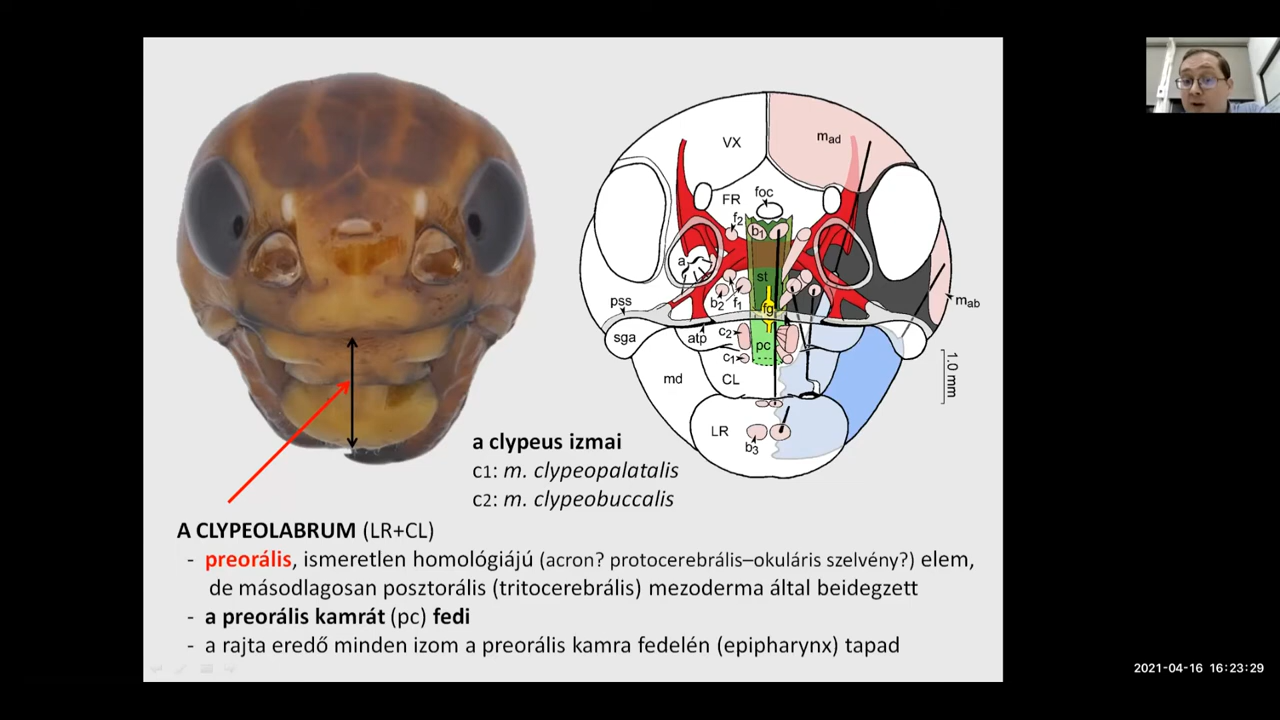 VX
m_ad
FR
foc
f₂
b₁
a
st
b₂
f₁
fg
pss
m_ab
sga
atp
c₂
pc
c₁
md
CL
1.0 mm
LR
b₃
a clypeus izmai
c1: m. clypeopalatalis
c2: m. clypeobuccalis
A CLYPEOLABRUM (LR+CL)
- preorális, ismeretlen homológiájú (acron? protocerebrális–okuláris szelvény?) elem,
de másodlagosan posztorális (tritocerebrális) mezoderma által beidegzett
- a preorális kamrát (pc) fedi
- a rajta eredő minden izom a preorális kamra fedelén (epipharynx) tapad
2021-04-16 16:23:29